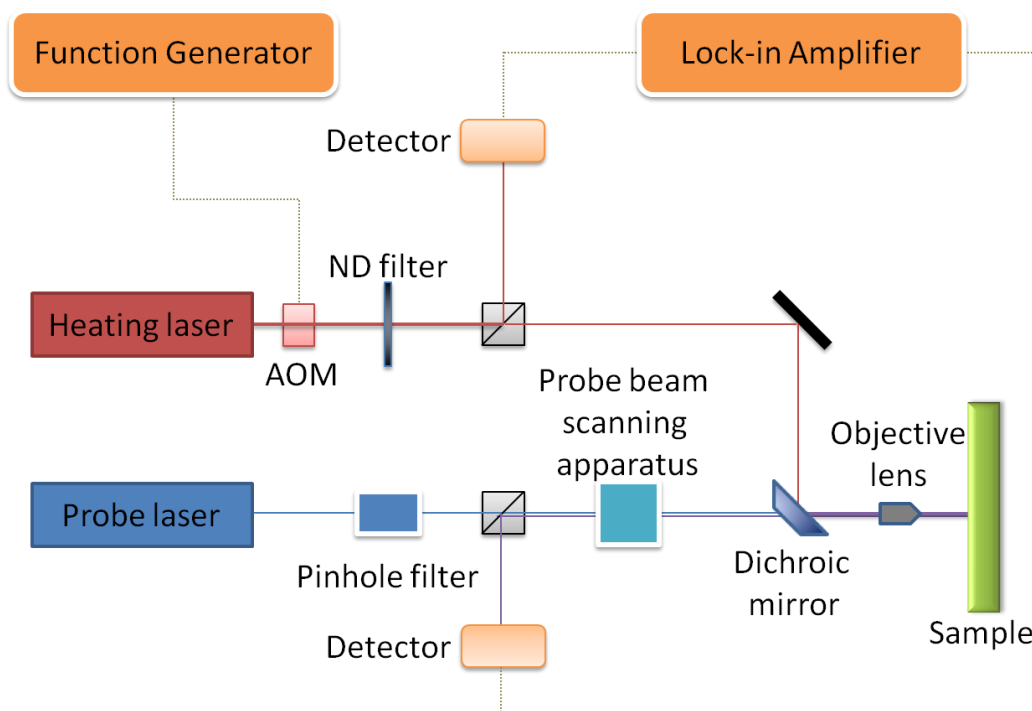 Function Generator
Lock-in Amplifier
Detector
ND filter
Heating laser
AOM
Probe beam
scanning
apparatus
Objective
lens
Probe laser
Pinhole filter
Dichroic
mirror
Sample
Detector